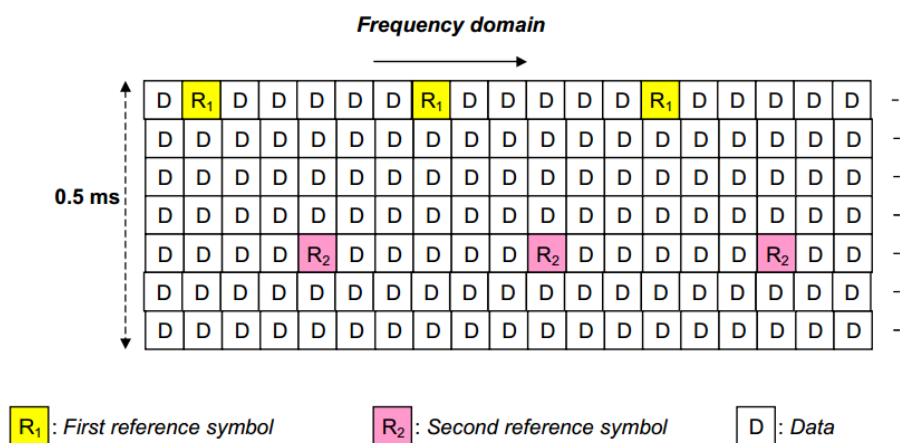 Frequency domain
D R1 D D D D D R1 D D D D D R1 D D D D D
D D D D D D D D D D D D D D D D D D D
D D D D D D D D D D D D D D D D D D D
0.5 ms
D D D D D D D D D D D D D D D D D D D
D D D D R2 D D D D D R2 D D D D D R2 D D
D D D D D D D D D D D D D D D D D D D
D D D D D D D D D D D D D D D D D D D
R1 : First reference symbol R2 : Second reference symbol D : Data